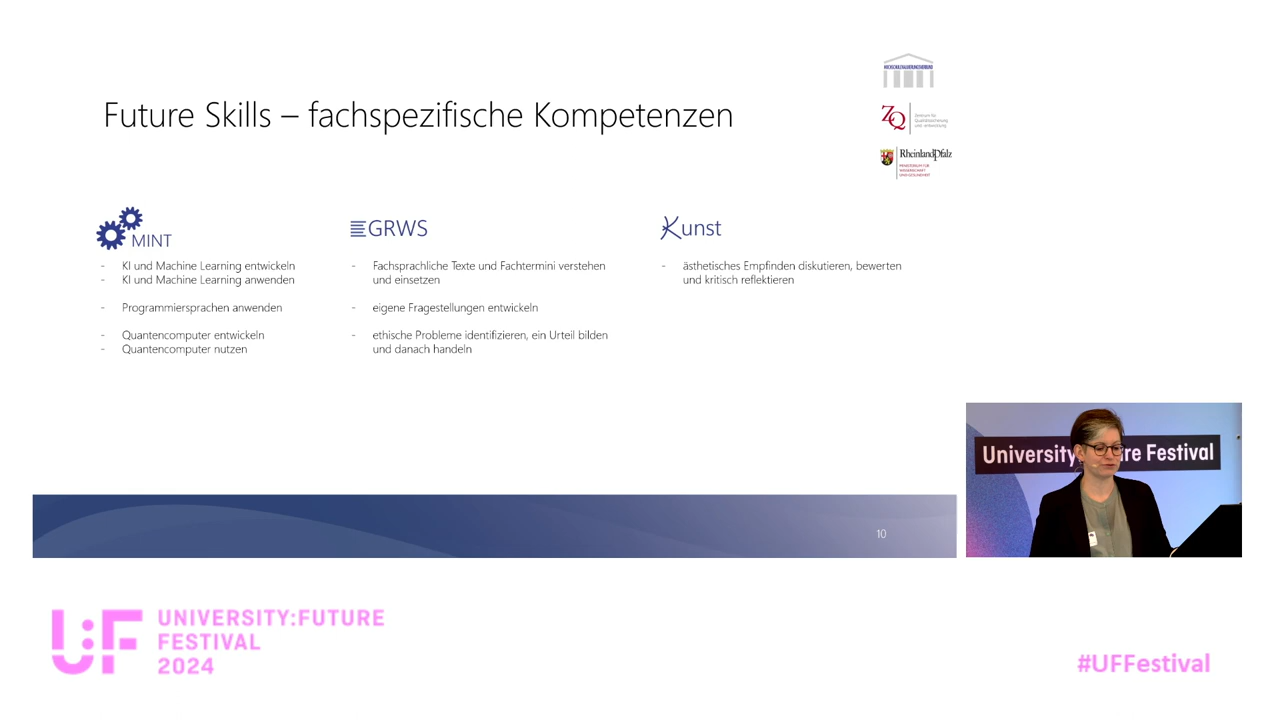 HOCHSCHULEVALUIERUNGSVERBUND
Future Skills – fachspezifische Kompetenzen
ZQ
Zentrum für
Qualitätssicherung
und -entwicklung
RheinlandPfalz
MINISTERIUM FÜR
WISSENSCHAFT
UND GESUNDHEIT
MINT
- KI und Machine Learning entwickeln
- KI und Machine Learning anwenden
- Programmiersprachen anwenden
- Quantencomputer entwickeln
- Quantencomputer nutzen
GRWS
- Fachsprachliche Texte und Fachtermini verstehen
und einsetzen
- eigene Fragestellungen entwickeln
- ethische Probleme identifizieren, ein Urteil bilden
und danach handeln
Kunst
- ästhetisches Empfinden diskutieren, bewerten
und kritisch reflektieren
10
University Future Festival
U:F
UNIVERSITY:FUTURE
FESTIVAL
2024
#UFFestival